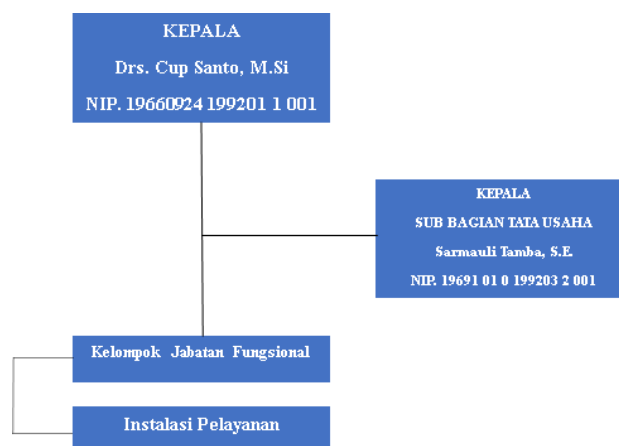 KEPALA
Drs. Cup Santo, M.Si
NIP. 19660924 199201 1 001
KEPALA
SUB BAGIAN TATA USAHA
Sarmauli Tamba, S.E.
NIP. 19691 01 0 199203 2 001
Kelompok Jabatan Fungsional
Instalasi Pelayanan